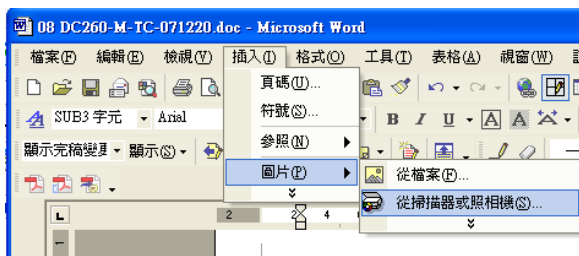 08 DC260-M-TC-071220.doc - Microsoft Word
檔案(F) 編輯(E) 檢視(V) 插入(I) 格式(O) 工具(T) 表格(A) 視窗(W)
頁碼(U)...
SUB3 字元 Arial 符號(S)... B I U A A
顯示完稿變更 顯示(S) 參照(N)
圖片(P) 從檔案(F)...
從掃描器或照相機(S)...
L 2 2 4